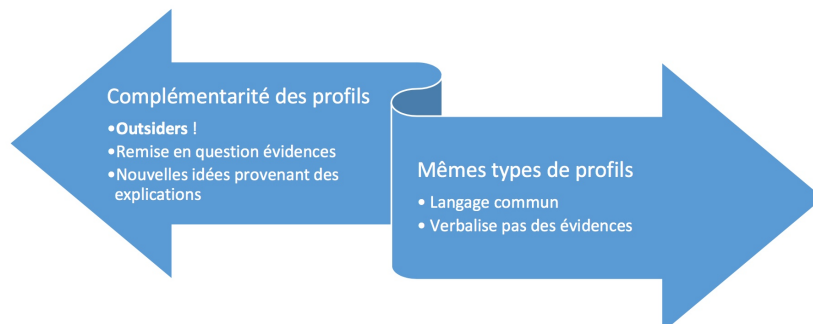 Complémentarité des profils
•Outsiders !
•Remise en question évidences
•Nouvelles idées provenant des
explications
Mêmes types de profils
• Langage commun
• Verbalise pas des évidences